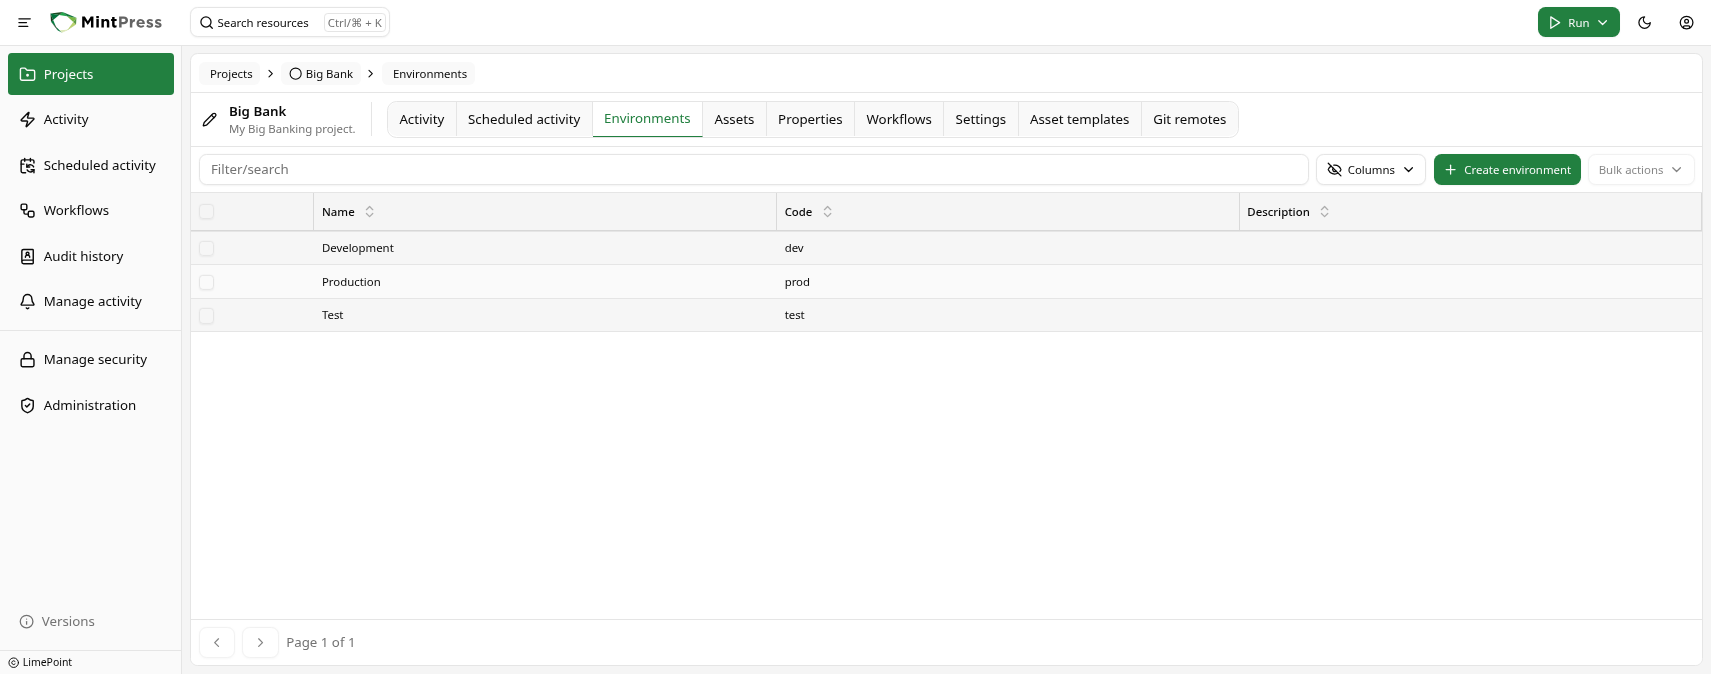 MintPress
Search resources Ctrl/⌘ + K
Run
Projects
Activity
Scheduled activity
Workflows
Audit history
Manage activity
Manage security
Administration
Versions
LimePoint
Projects Big Bank Environments
Big Bank
My Big Banking project.
Activity Scheduled activity Environments Assets Properties Workflows Settings Asset templates Git remotes
Filter/search Columns Create environment Bulk actions
Name Code Description
Development dev
Production prod
Test test
Page 1 of 1